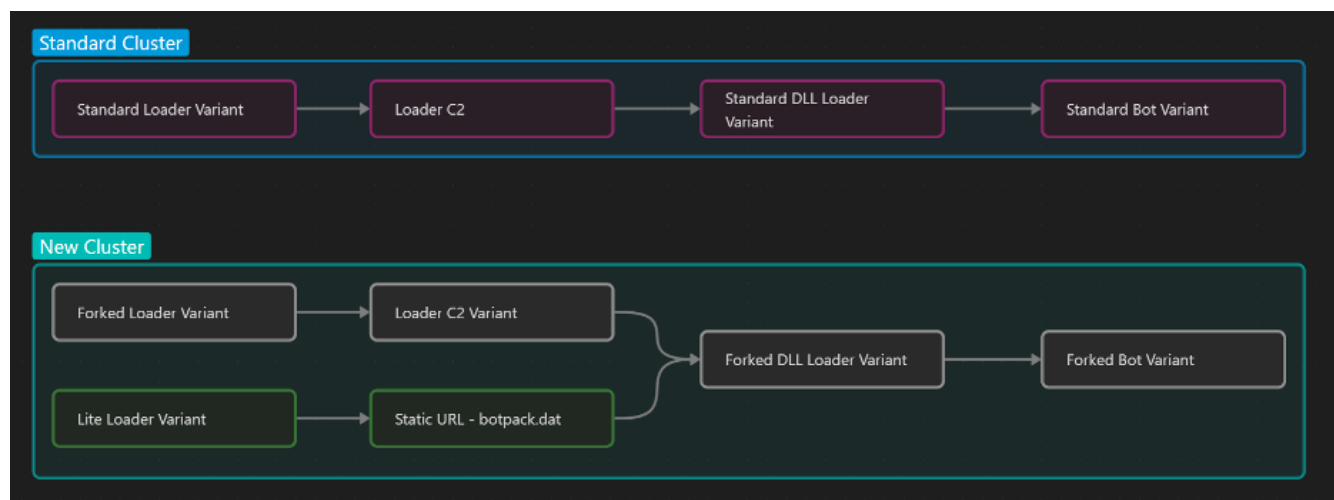 Standard Cluster
Standard Loader Variant
Loader C2
Standard DLL Loader
Variant
Standard Bot Variant
New Cluster
Forked Loader Variant
Loader C2 Variant
Forked DLL Loader Variant
Forked Bot Variant
Lite Loader Variant
Static URL - botpack.dat